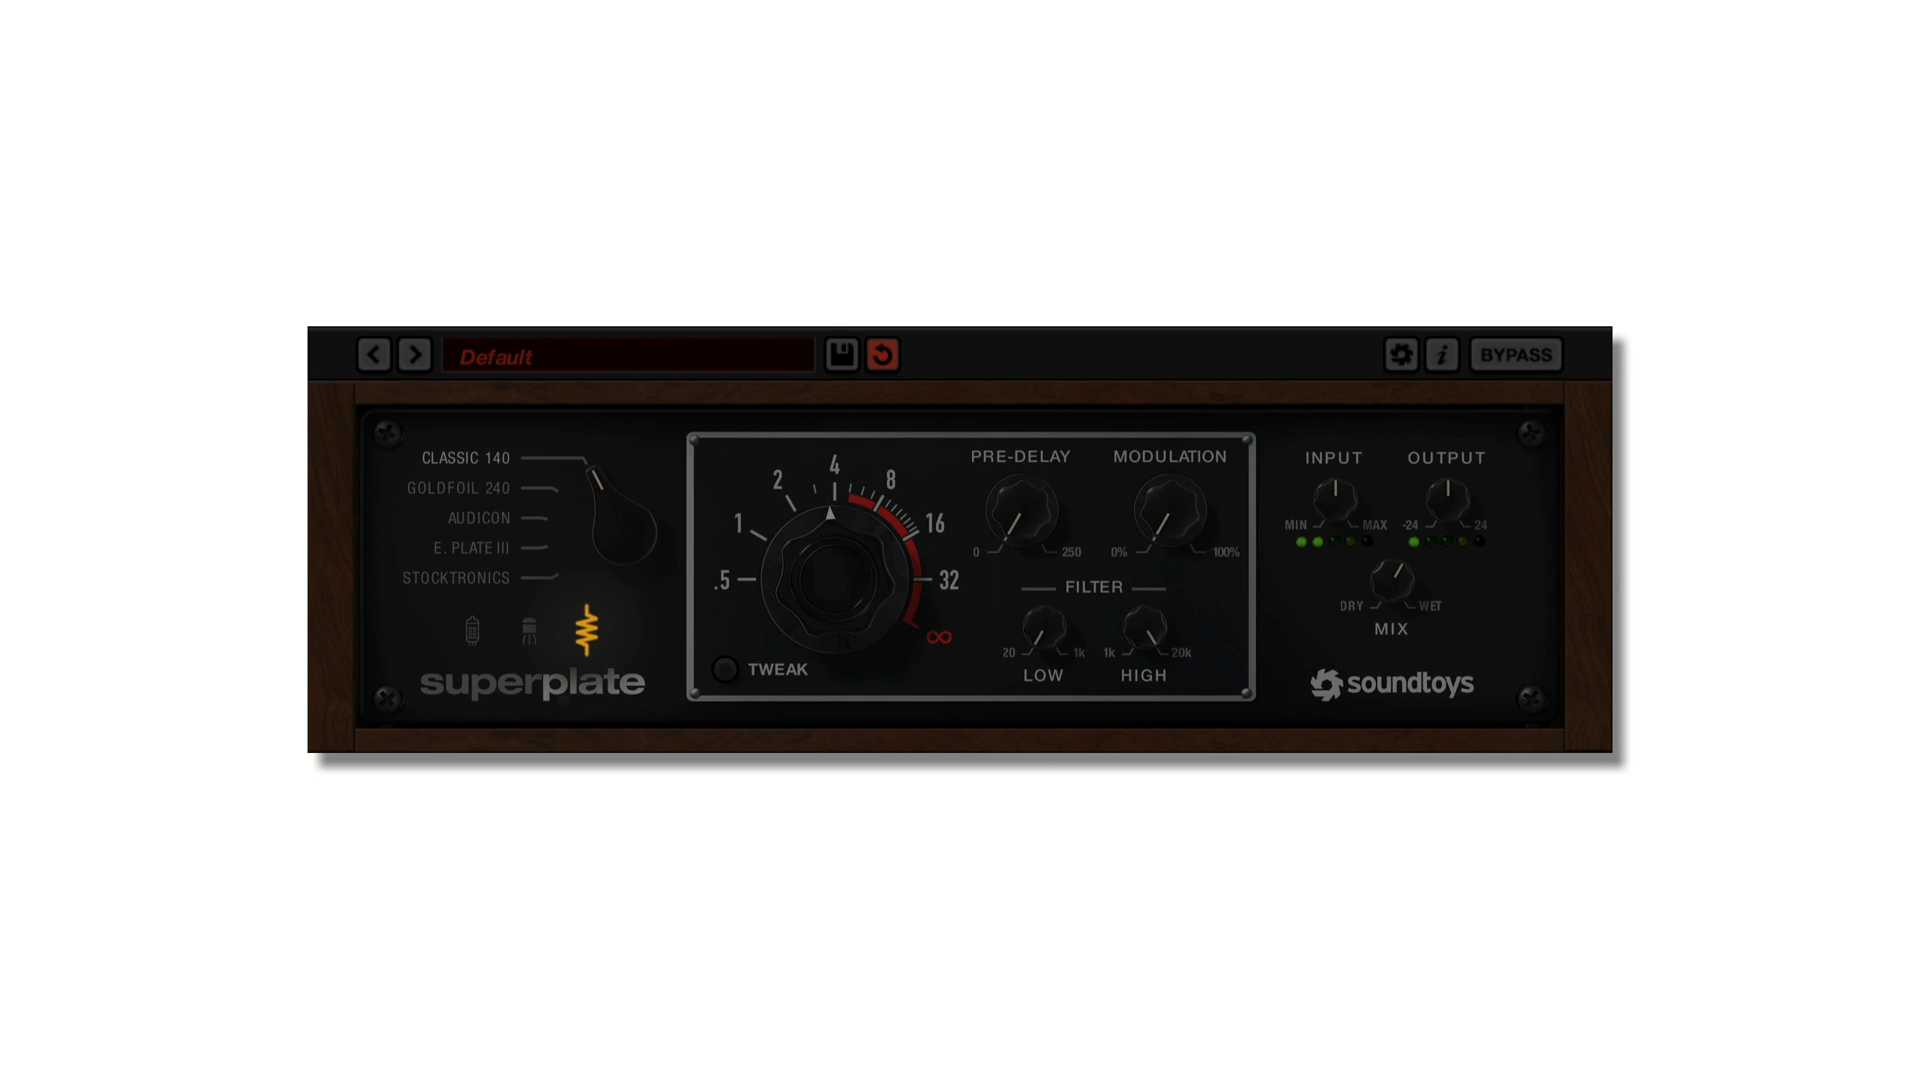 Default
i
BYPASS
CLASSIC 140
GOLDFOIL 240
AUDICON
E. PLATE III
STOCKTRONICS
superplate
.5
1
2
4
8
16
32
∞
TWEAK
PRE-DELAY
0 250
MODULATION
0% 100%
FILTER
20 1k
LOW
1k 20k
HIGH
INPUT
MIN MAX
OUTPUT
-24 24
DRY WET
MIX
soundtoys